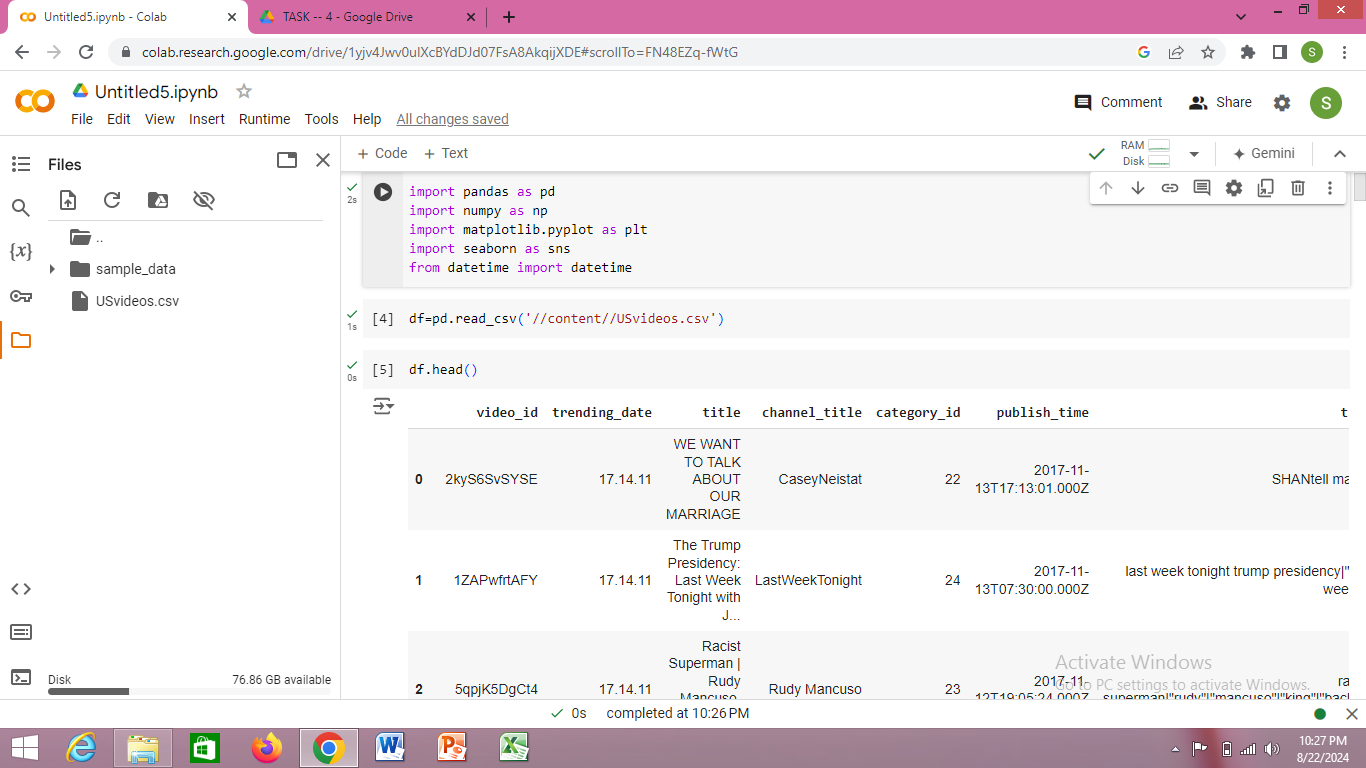 Untitled5.ipynb - Colab
TASK -- 4 - Google Drive
colab.research.google.com/drive/1yjv4Jwv0ulXcBYdDJd07FsA8AkqijXDE#scrollTo=FN48EZq-fWtG
S
Untitled5.ipynb
File Edit View Insert Runtime Tools Help All changes saved
Comment Share S
Files
+ Code + Text
RAM
Disk
Gemini
..
sample_data
USvideos.csv
Disk 76.86 GB available
2s
import pandas as pd
import numpy as np
import matplotlib.pyplot as plt
import seaborn as sns
from datetime import datetime
1s
[4] df=pd.read_csv('//content//USvideos.csv')
0s
[5] df.head()
video_id trending_date title channel_title category_id publish_time t
0 2kyS6SvSYSE 17.14.11 WE WANT TO TALK ABOUT OUR MARRIAGE CaseyNeistat 22 2017-11-13T17:13:01.000Z SHANtell ma
1 1ZAPwfrtAFY 17.14.11 The Trump Presidency: Last Week Tonight with J... LastWeekTonight 24 2017-11-13T07:30:00.000Z last week tonight trump presidency|" wee
2 5qpjK5DgCt4 17.14.11 Racist Superman | Rudy Mancuso, Rudy Mancuso 23 2017-11-12T19:05:24.000Z ra superman|"rudy"|"mancuso"|"king"|"bac
Activate Windows
Go to PC settings to activate Windows.
0s completed at 10:26 PM
10:27 PM
8/22/2024